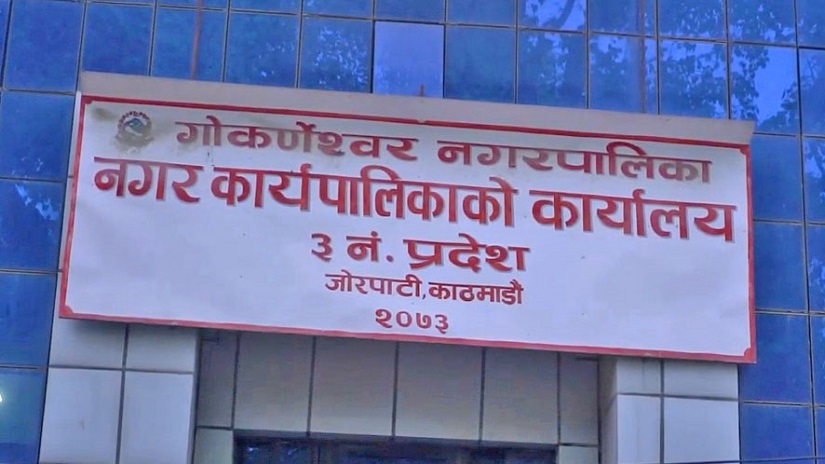 गोकर्णेश्वर नगरपालिका
नगर कार्यपालिकाको कार्यालय
३ नं. प्रदेश
जोरपाटी,काठमाडौं
२०७३